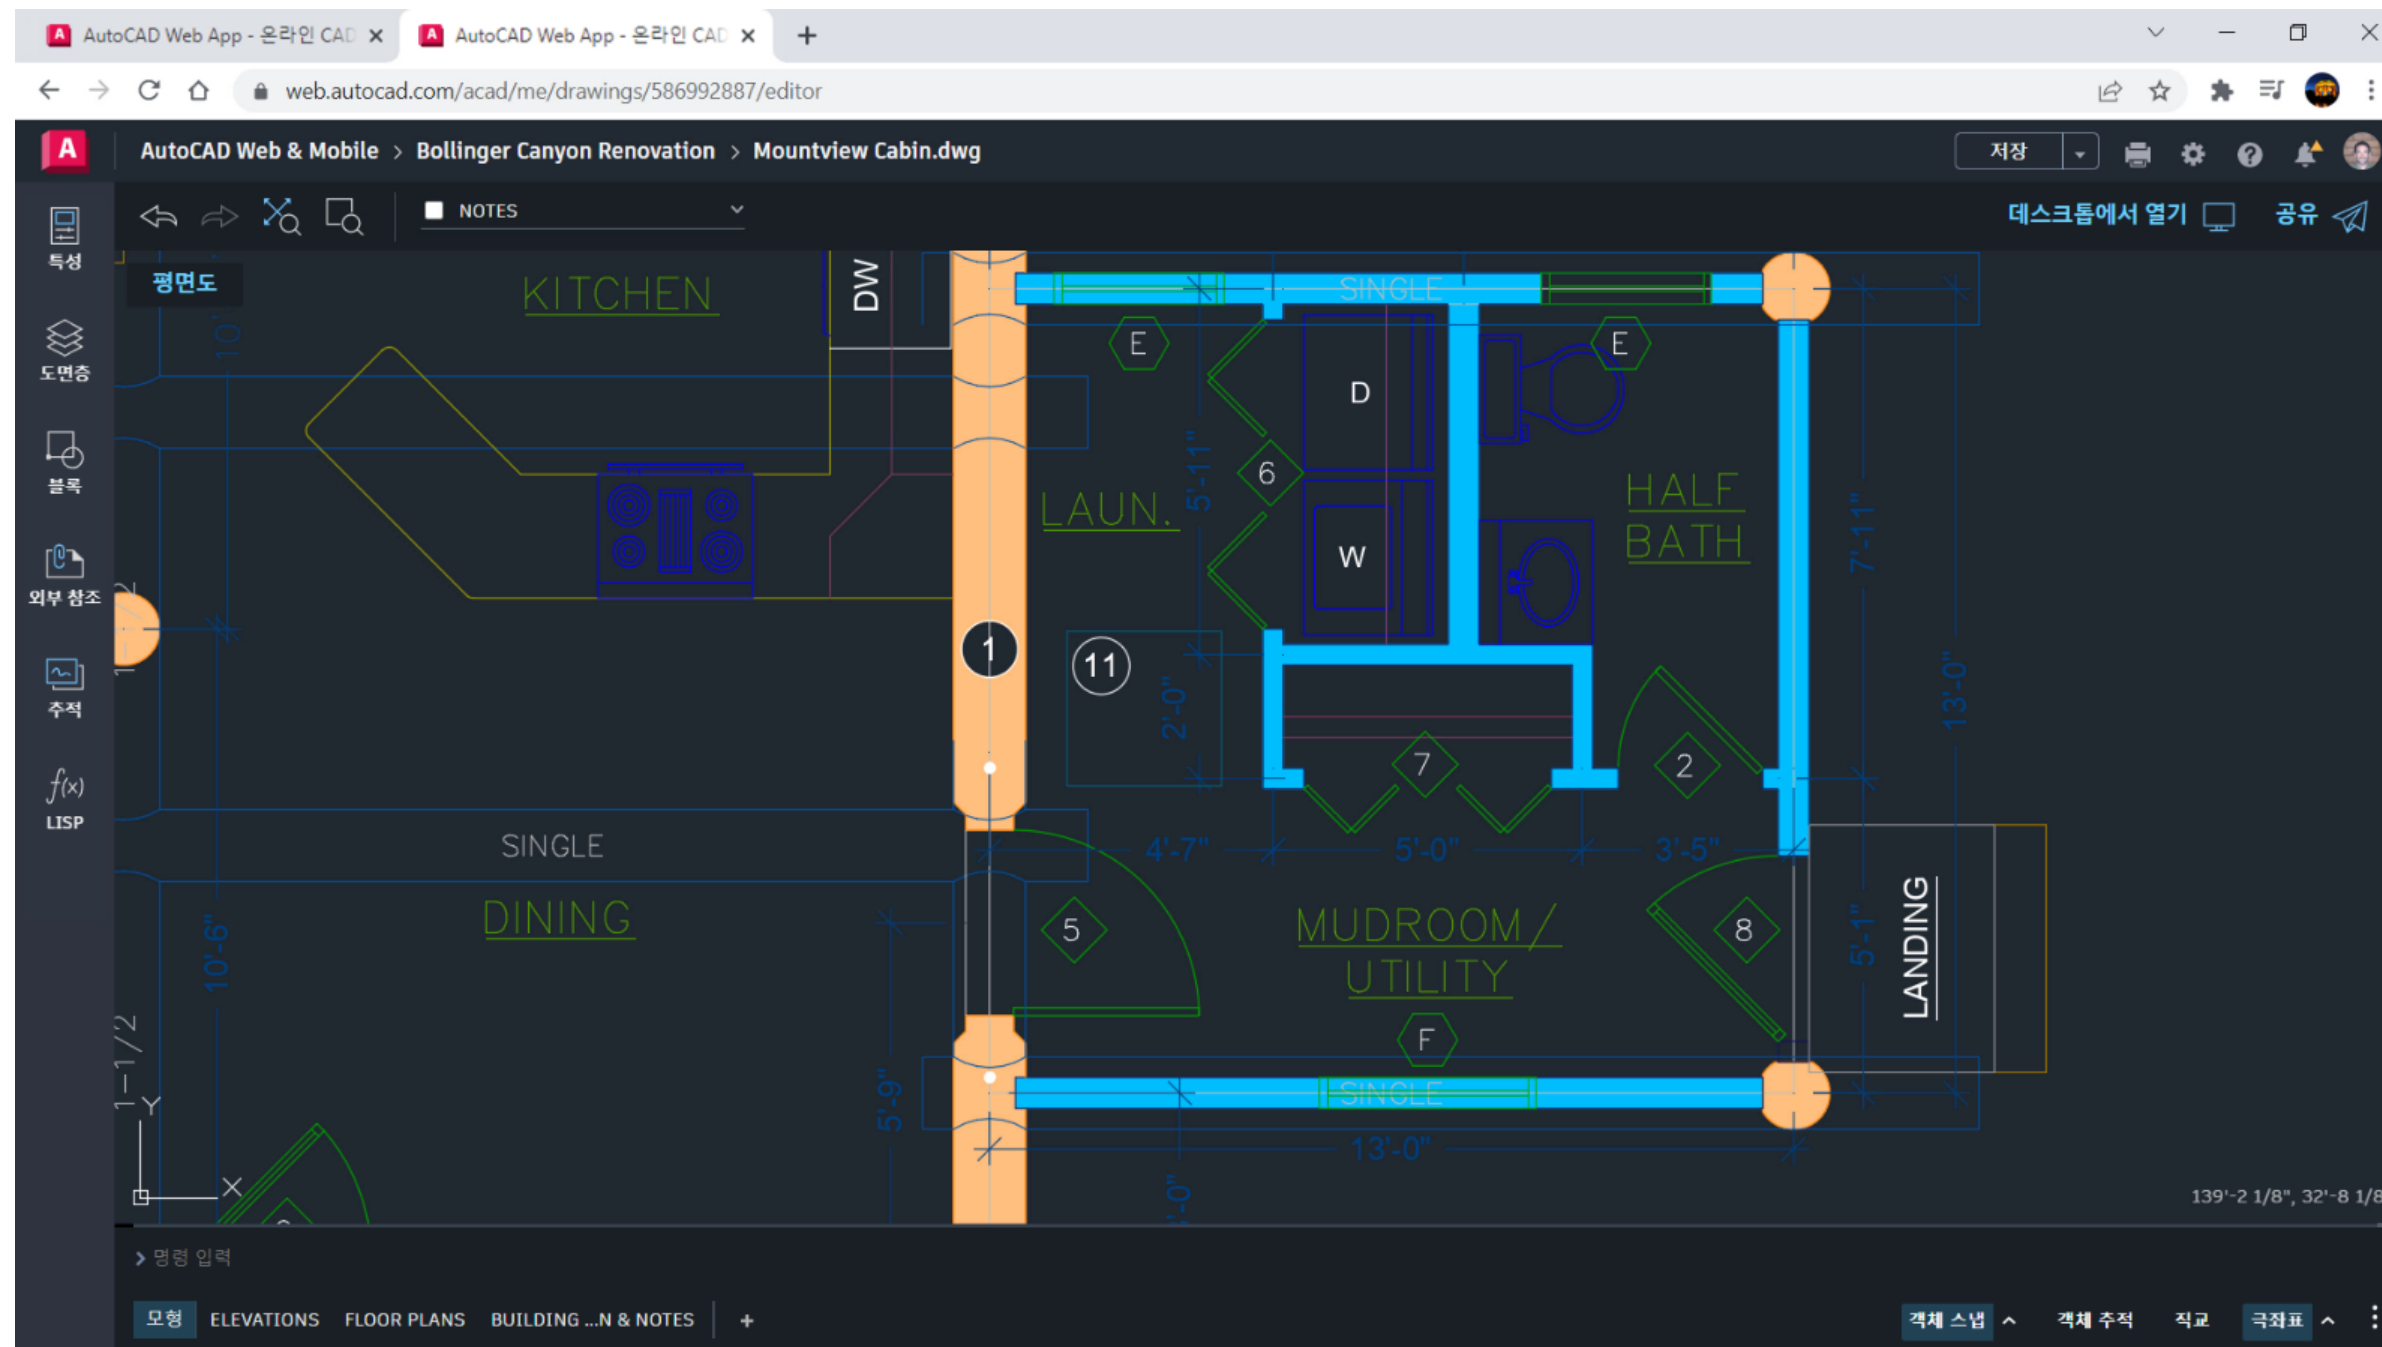 AutoCAD Web App - 온라인 CAD
AutoCAD Web App - 온라인 CAD
web.autocad.com/acad/me/drawings/586992887/editor
AutoCAD Web & Mobile > Bollinger Canyon Renovation > Mountview Cabin.dwg
저장
NOTES
데스크톱에서 열기
공유
특성
도면층
블록
외부 참조
추적
f(x)
LISP
평면도
KITCHEN
DW
SINGLE
10'
E
E
D
6
5'-11"
LAUN.
HALF
BATH
7'-11"
W
1
11
2'-0"
13'-0"
7
2
SINGLE
4'-7"
5'-0"
3'-5"
DINING
10'-6"
5
MUDROOM/
UTILITY
8
5'-1"
LANDING
F
1-1/2
5'-9"
SINGLE
13'-0"
Y
X
139'-2 1/8", 32'-8 1/8
명령 입력
모형
ELEVATIONS
FLOOR PLANS
BUILDING ...N & NOTES
객체 스냅
객체 추적
직교
극좌표